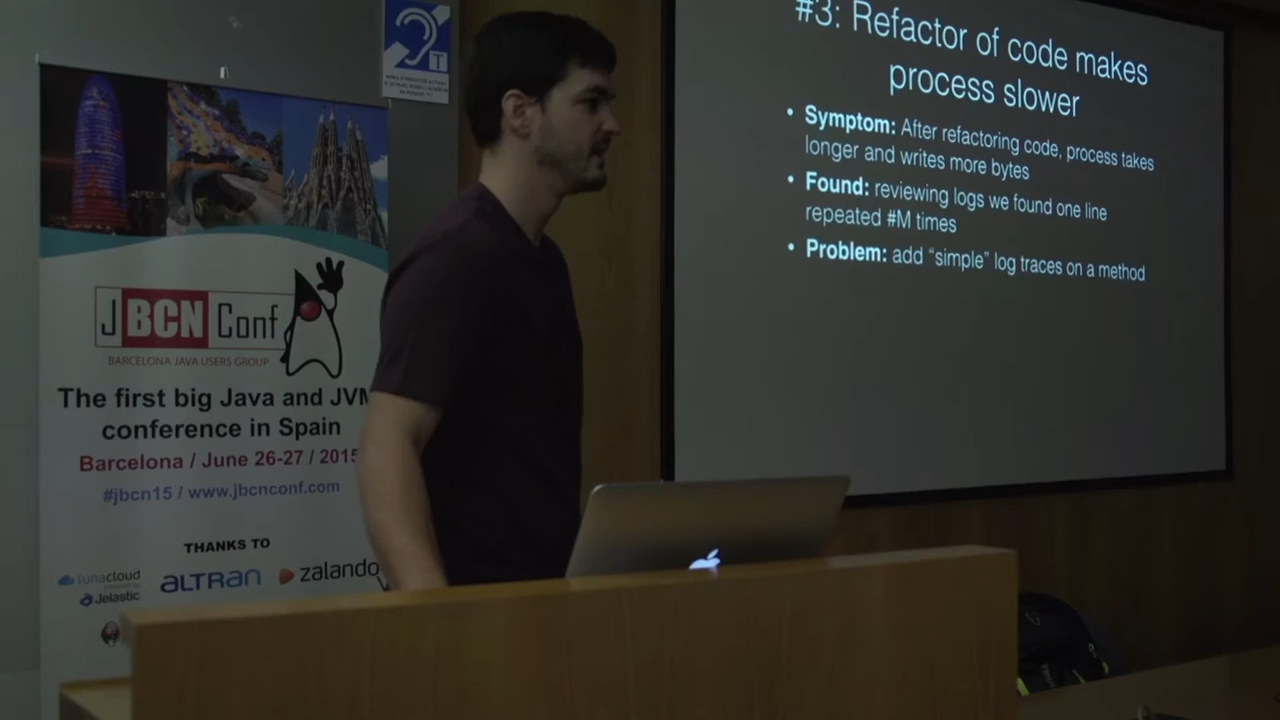 #3: Refactor of code makes
process slower
• Symptom: After refactoring code, process takes
longer and writes more bytes
• Found: reviewing logs we found one line
repeated #M times
• Problem: add “simple” log traces on a method
T
JBCNConf
BARCELONA JAVA USERS GROUP
The first big Java and JVM
conference in Spain
Barcelona / June 26-27 / 2015
#jbcn15 / www.jbcnconf.com
THANKS TO
lunacloud
Jelastic
ALTRAN
zalando